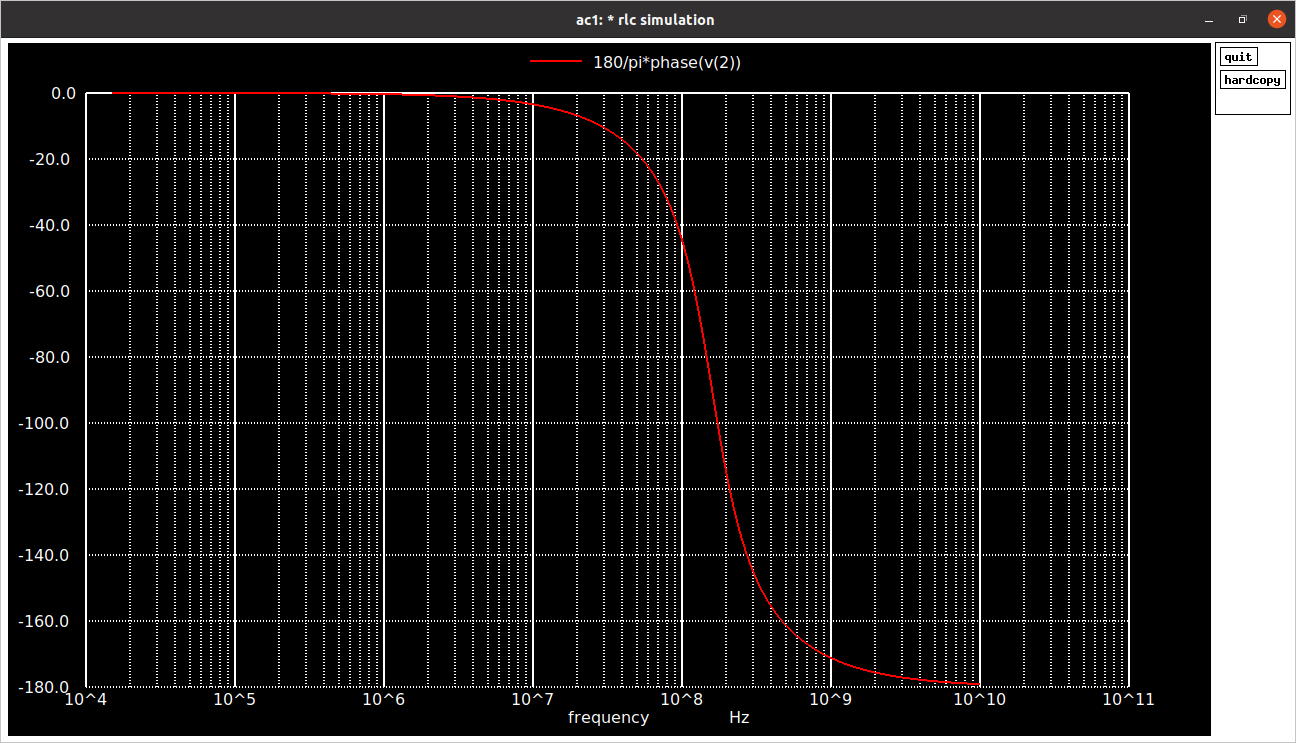 ac1: * rlc simulation
quit
hardcopy
180/pi*phase(v(2))
0.0
-20.0
-40.0
-60.0
-80.0
-100.0
-120.0
-140.0
-160.0
-180.0
10^4 10^5 10^6 10^7 10^8 10^9 10^10 10^11
frequency Hz